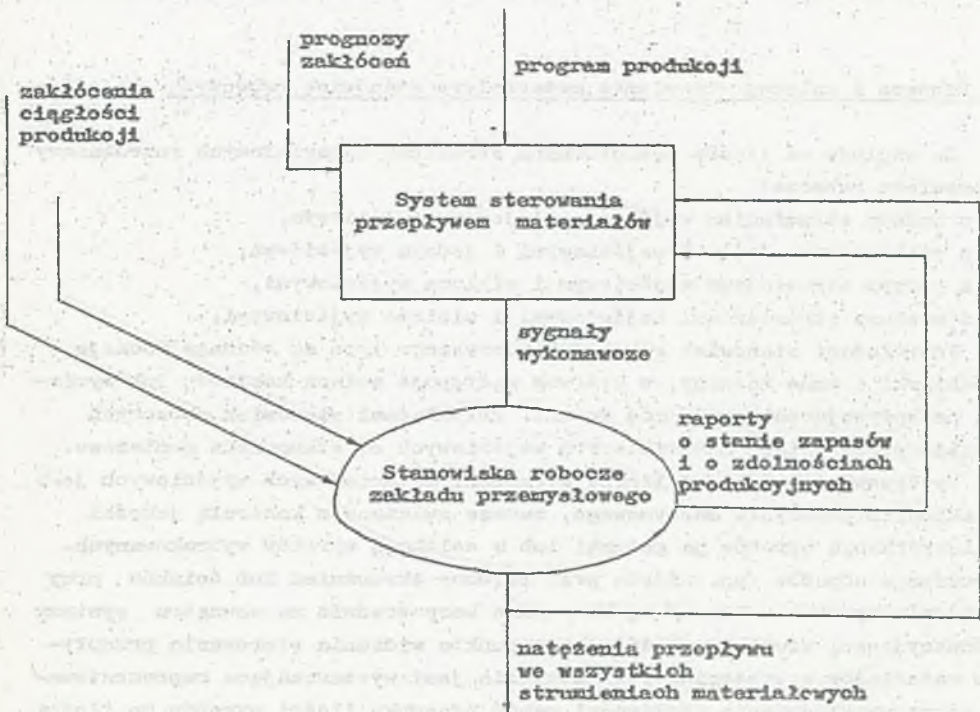 prognozy
zakłóceń
program produkcji
zakłócenia
ciągłości
produkcji
System sterowania
przepływem materiałów
sygnały
wykonawcze
raporty
o stanie zapasów
i o zdolnościach
produkcyjnych
Stanowiska robocze
zakładu przemysłowego
natężenia przepływu
we wszystkich
strumieniach materiałowych